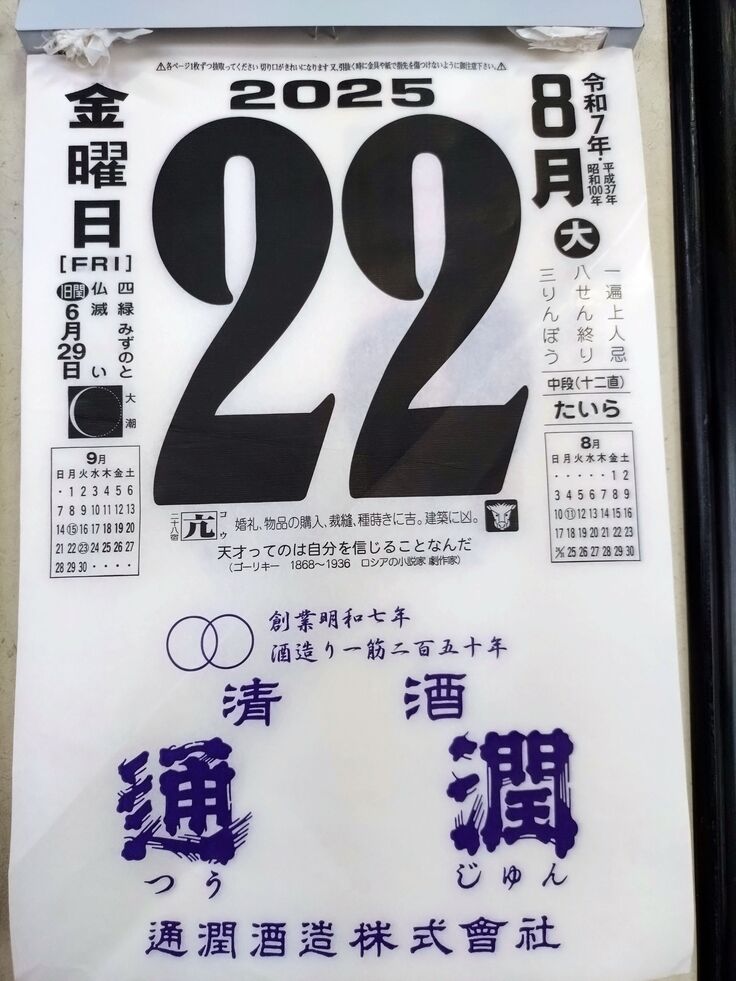 ⚠各ページ1枚ずつ抜取ってください 切り口がきれいになります 又、引抜く時に金具や紙で指先を傷つけないように御注意下さい。⚠
2025
8月
令和7年・平成37年 昭和100年
大
金曜日
[FRI]
22
四緑 みずのと い
仏滅
旧閏6月29日
大潮
一遍上人忌
八せん終り
三りんぼう
中段(十二直)
たいら
9月
日月火水木金土
・ 1 2 3 4 5 6
7 8 9 10 11 12 13
14 15 16 17 18 19 20
21 22 23 24 25 26 27
28 29 30 ・ ・ ・ ・
8月
日月火水木金土
・ ・ ・ ・ ・ 1 2
3 4 5 6 7 8 9
10 11 12 13 14 15 16
17 18 19 20 21 22 23
24/31 25 26 27 28 29 30
二十八宿
亢
コウ
婚礼、物品の購入、裁縫、種蒔きに吉。建築に凶。
天才ってのは自分を信じることなんだ
(ゴーリキー 1868〜1936 ロシアの小説家 劇作家)
創業明和七年
酒造り一筋二百五十年
清酒
通潤
つう じゅん
通潤酒造株式會社